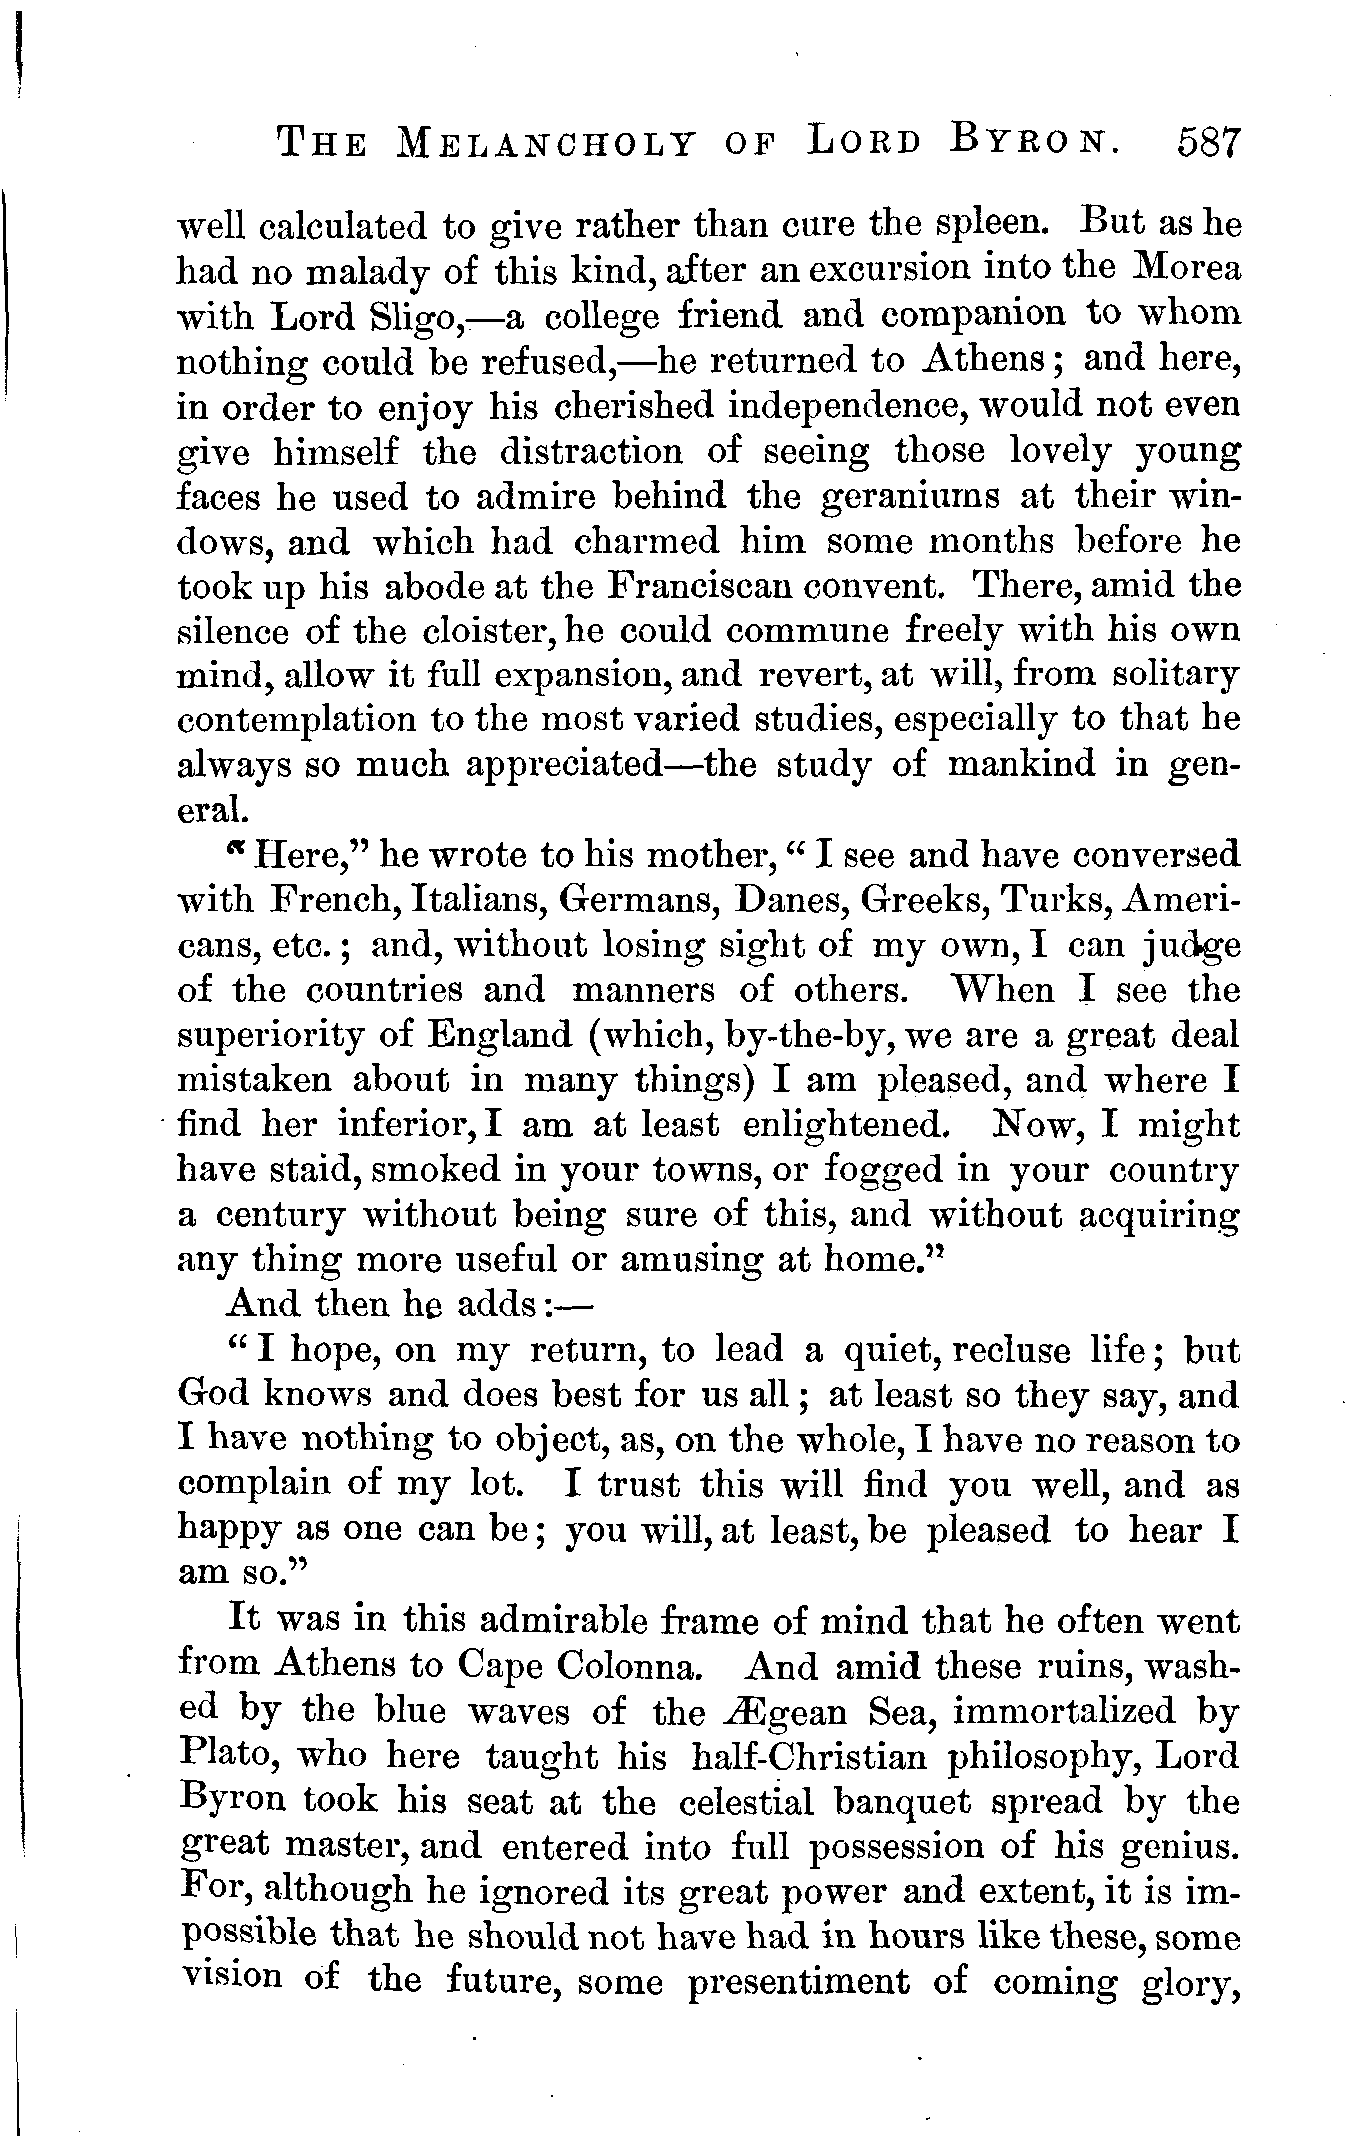 THE MELANCHOLY OF LORD BYRON. 587
well calculated to give rather than cure the spleen. But as he
had no malady of this kind, after an excursion into the Morea
with Lord Sligo,—a college friend and companion to whom
nothing could be refused,—he returned to Athens; and here,
in order to enjoy his cherished independence, would not even
give himself the distraction of seeing those lovely young
faces he used to admire behind the geraniums at their win-
dows, and which had charmed him some months before he
took up his abode at the Franciscan convent. There, amid the
silence of the cloister, he could commune freely with his own
mind, allow it full expansion, and revert, at will, from solitary
contemplation to the most varied studies, especially to that he
always so much appreciated—the study of mankind in gen-
eral.
"Here," he wrote to his mother, "I see and have conversed
with French, Italians, Germans, Danes, Greeks, Turks, Ameri-
cans, etc.; and, without losing sight of my own, I can judge
of the countries and manners of others. When I see the
superiority of England (which, by-the-by, we are a great deal
mistaken about in many things) I am pleased, and where I
find her inferior, I am at least enlightened. Now, I might
have staid, smoked in your towns, or fogged in your country
a century without being sure of this, and without acquiring
any thing more useful or amusing at home."
And then he adds:—
"I hope, on my return, to lead a quiet, recluse life; but
God knows and does best for us all; at least so they say, and
I have nothing to object, as, on the whole, I have no reason to
complain of my lot. I trust this will find you well, and as
happy as one can be; you will, at least, be pleased to hear I
am so."
It was in this admirable frame of mind that he often went
from Athens to Cape Colonna. And amid these ruins, wash-
ed by the blue waves of the Ægean Sea, immortalized by
Plato, who here taught his half-Christian philosophy, Lord
Byron took his seat at the celestial banquet spread by the
great master, and entered into full possession of his genius.
For, although he ignored its great power and extent, it is im-
possible that he should not have had in hours like these, some
vision of the future, some presentiment of coming glory,